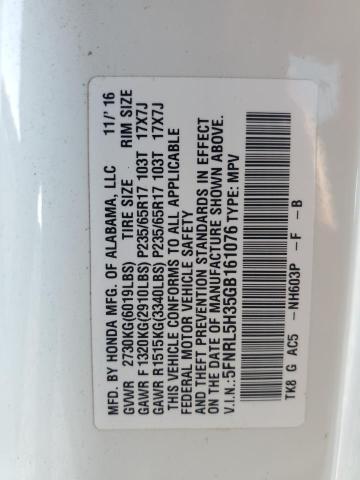 MFD. BY HONDA MFG. OF ALABAMA, LLC 11/'16
GVWR 2730KG(6019LBS) TIRE SIZE RIM SIZE
GAWR F 1320KG(2910LBS) P235/65R17 103T 17X7J
GAWR R1515KG(3340LBS) P235/65R17 103T 17X7J
THIS VEHICLE CONFORMS TO ALL APPLICABLE
FEDERAL MOTOR VEHICLE SAFETY
AND THEFT PREVENTION STANDARDS IN EFFECT
ON THE DATE OF MANUFACTURE SHOWN ABOVE.
V.I.N.: 5FNRL5H35GB161076 TYPE: MPV
TK8 G AC5 -NH603P -F -B